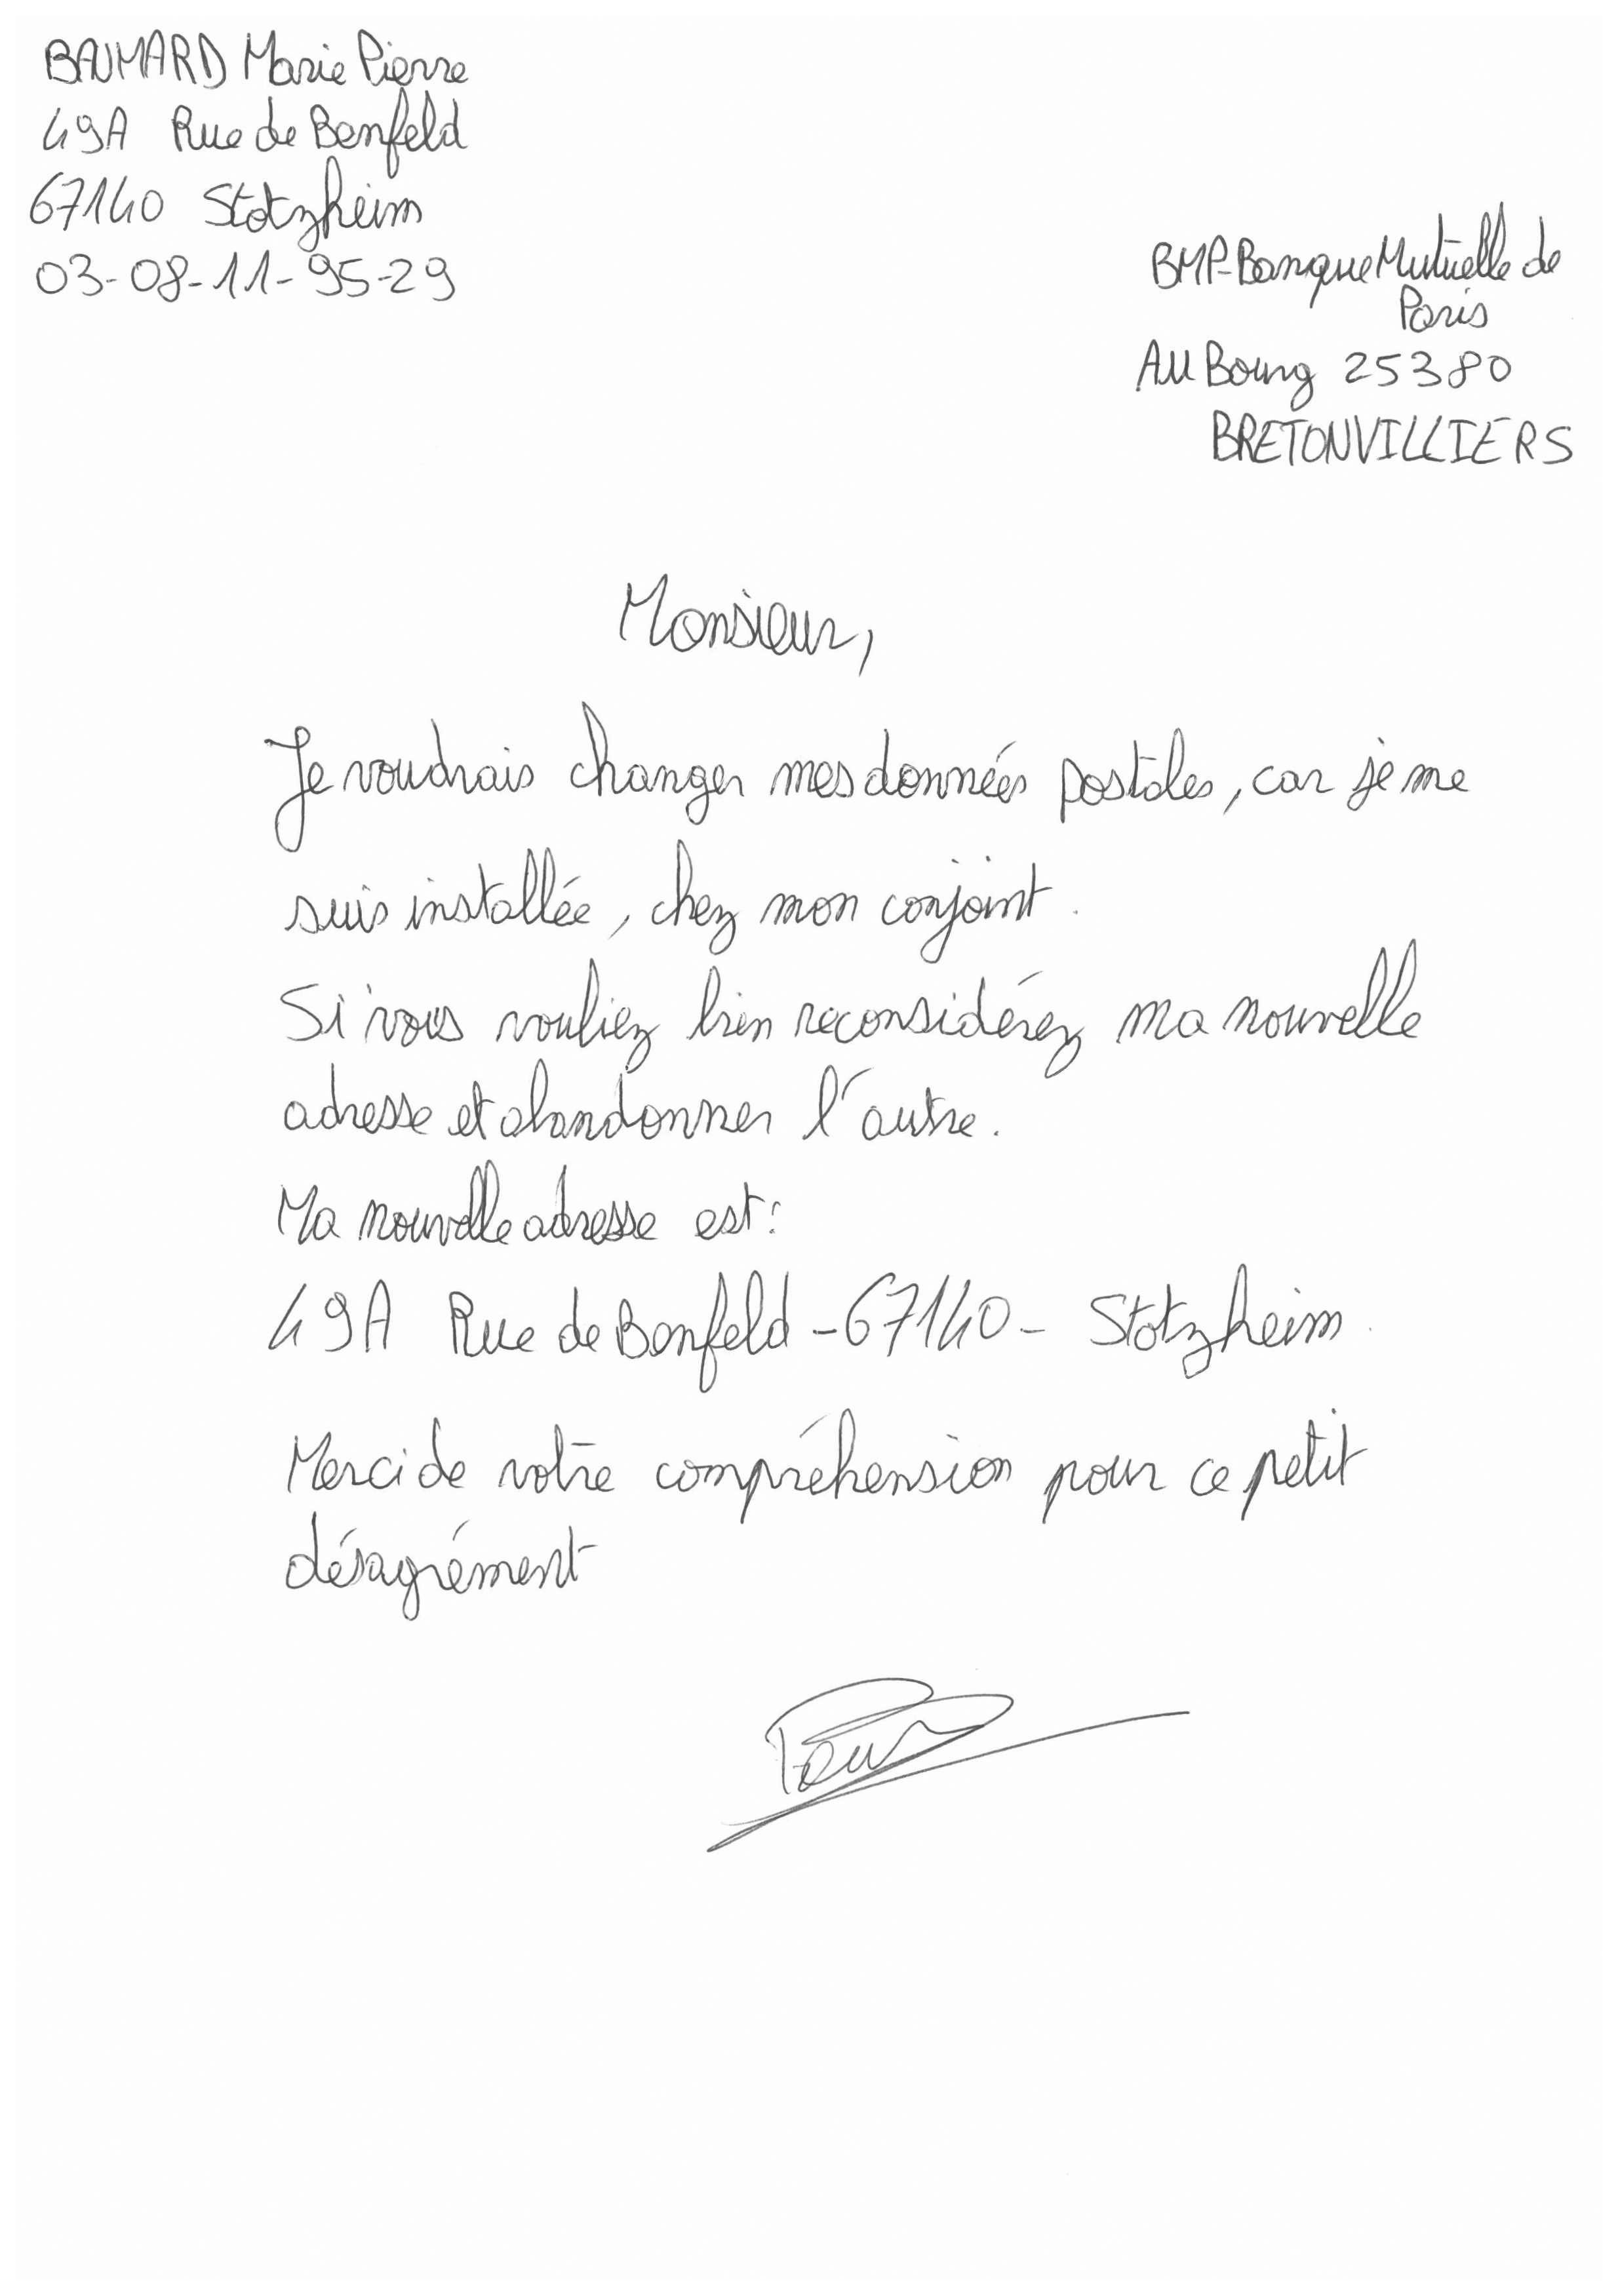 BAUMARD Marie Pierre
49A Rue de Benfeld
67140 Stotzheim
03-08-11-95-29
BMP-Banque Mutuelle de
Paris
Au Bourg 25380
BRETONVILLIERS
Monsieur,
Je voudrais changer mes données postales, car je me
suis installée, chez mon conjoint.
Si vous vouliez bien reconsidérez ma nouvelle
adresse et abandonner l'autre.
Ma nouvelle adresse est:
49A Rue de Benfeld -67140- Stotzheim.
Merci de votre compréhension pour ce petit
désagrément